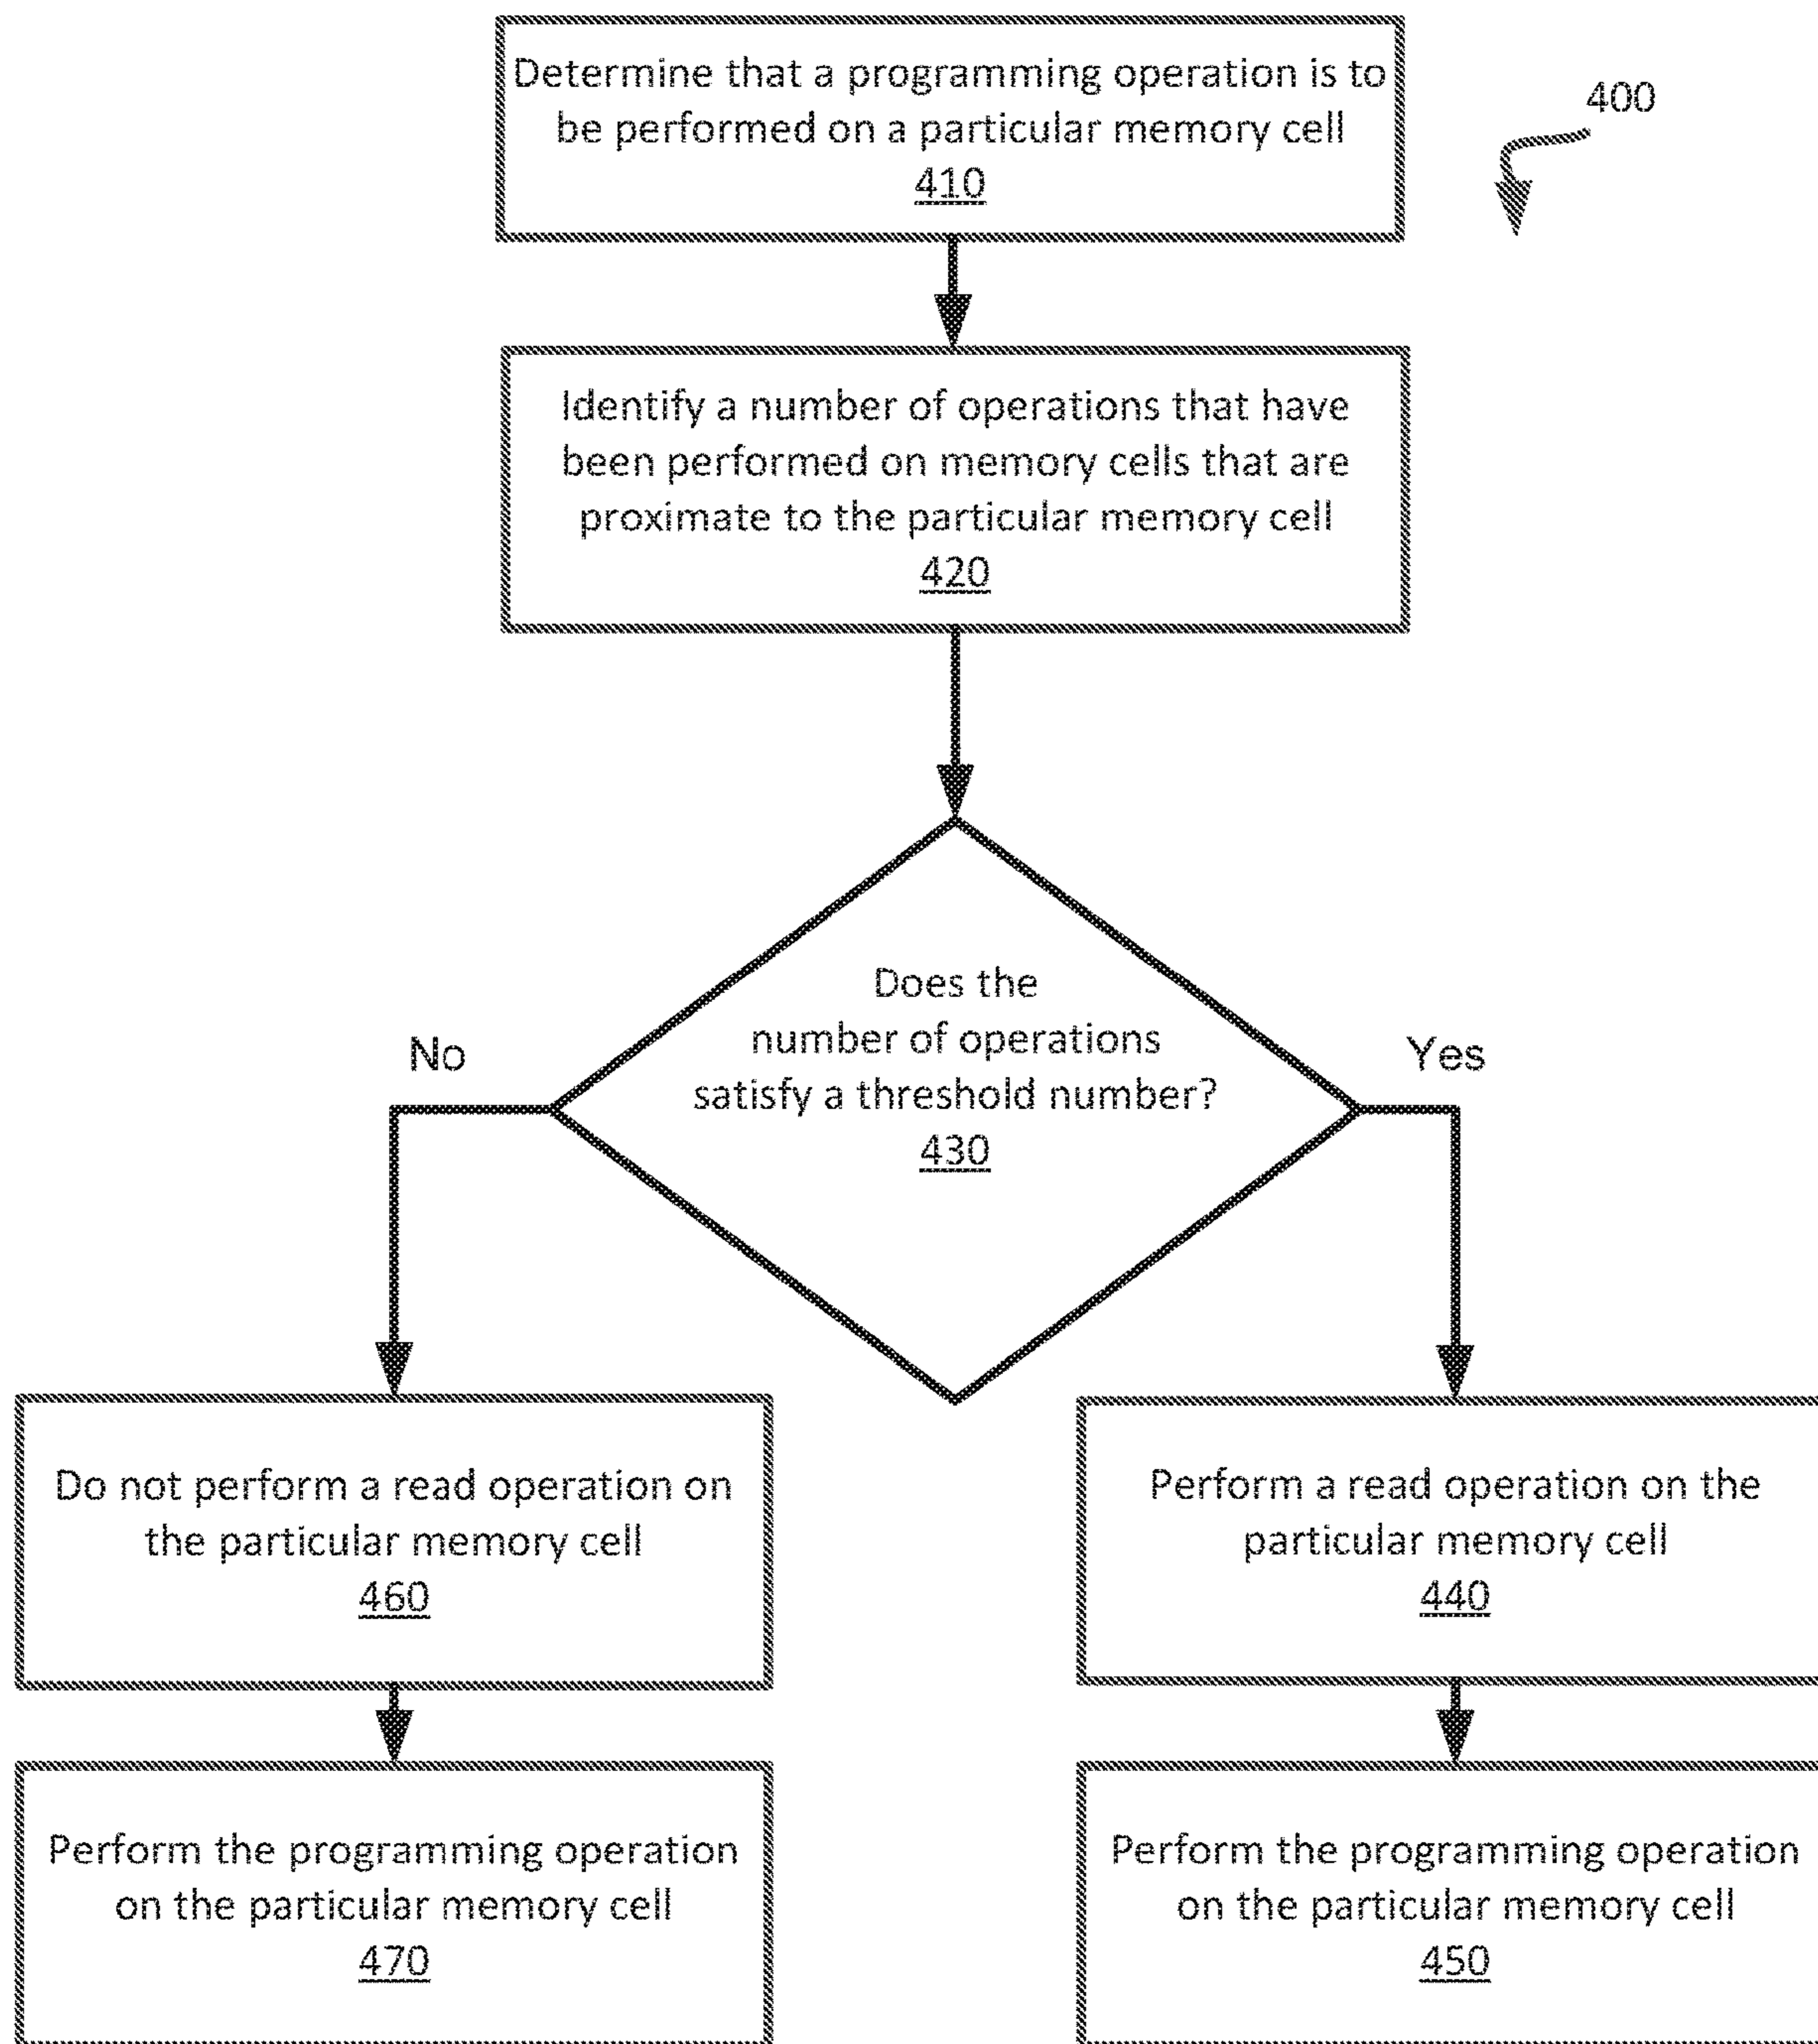 Determine that a programming operation is to
be performed on a particular memory cell
410
400
Identify a number of operations that have
been performed on memory cells that are
proximate to the particular memory cell
420
Does the
number of operations
satisfy a threshold number?
430
No
Yes
Do not perform a read operation on
the particular memory cell
460
Perform a read operation on the
particular memory cell
440
Perform the programming operation
on the particular memory cell
470
Perform the programming operation
on the particular memory cell
450